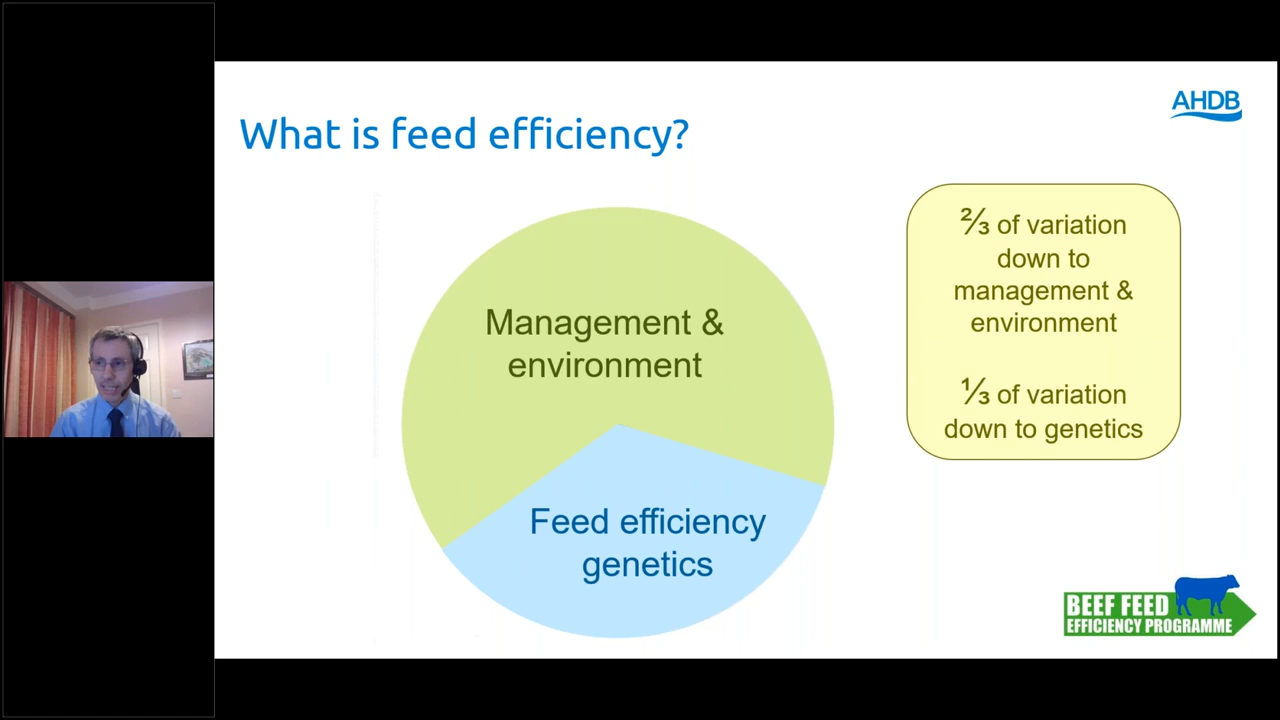 AHDB
What is feed efficiency?
Management &
environment
Feed efficiency
genetics
⅔ of variation
down to
management &
environment
⅓ of variation
down to genetics
BEEF FEED
EFFICIENCY PROGRAMME